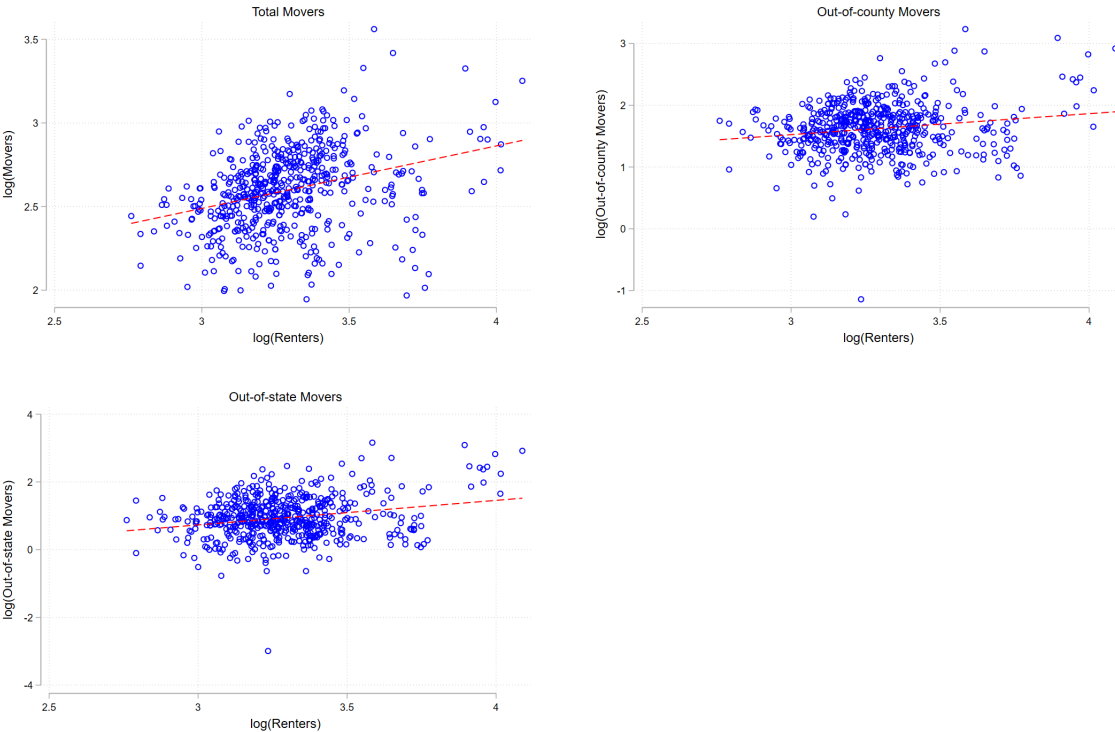 Total Movers
3.5
3
2.5
2
log(Movers)
2.5
3
3.5
4
log(Renters)
Out-of-county Movers
3
2
1
0
-1
log(Out-of-county Movers)
2.5
3
3.5
4
log(Renters)
Out-of-state Movers
4
2
0
-2
-4
log(Out-of-state Movers)
2.5
3
3.5
4
log(Renters)